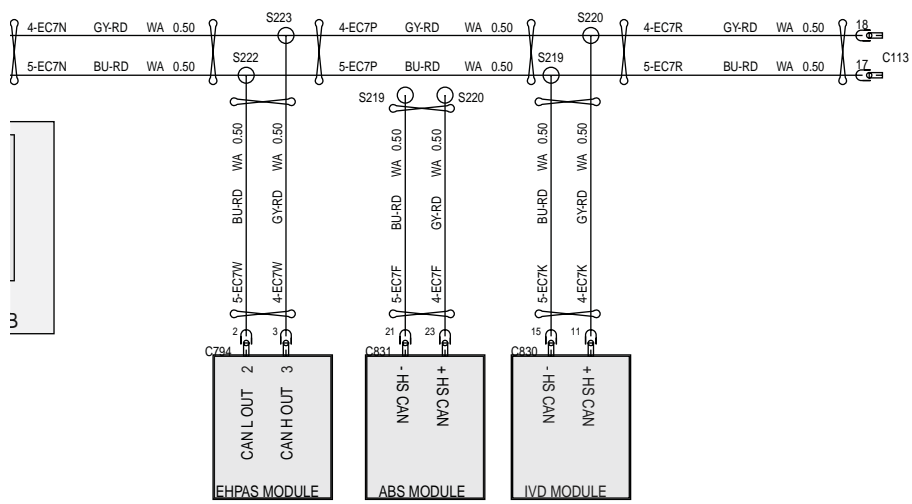 S223
S220
4-EC7N GY-RD WA 0.50
4-EC7P GY-RD WA 0.50
4-EC7R GY-RD WA 0.50
18
S222
S219
C113
5-EC7N BU-RD WA 0.50
5-EC7P BU-RD WA 0.50
5-EC7R BU-RD WA 0.50
17
S219
S220
5-EC7W BU-RD WA 0.50
4-EC7W GY-RD WA 0.50
5-EC7F BU-RD WA 0.50
4-EC7F GY-RD WA 0.50
5-EC7K BU-RD WA 0.50
4-EC7K GY-RD WA 0.50
B
2
3
21
23
15
11
C794
C831
C830
CAN L OUT 2
CAN H OUT 3
- HS CAN
+ HS CAN
- HS CAN
+ HS CAN
EHPAS MODULE
ABS MODULE
IVD MODULE